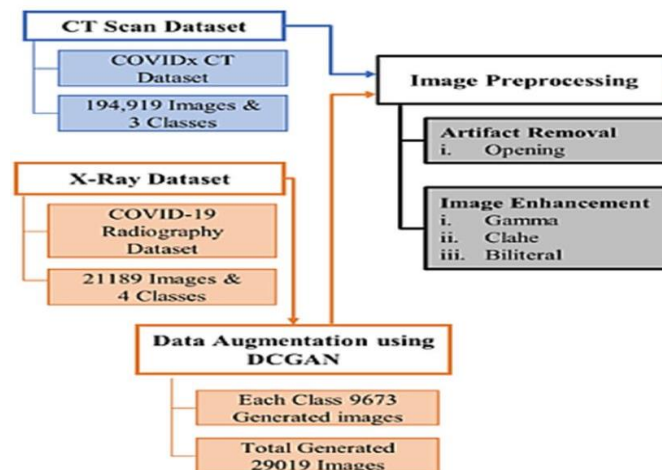 CT Scan Dataset
COVIDx CT
Dataset
194,919 Images &
3 Classes
X-Ray Dataset
COVID-19
Radiography
Dataset
21189 Images &
4 Classes
Data Augmentation using
DCGAN
Each Class 9673
Generated images
Total Generated
29019 Images
Image Preprocessing
Artifact Removal
i. Opening
Image Enhancement
i. Gamma
ii. Clahe
iii. Biliteral